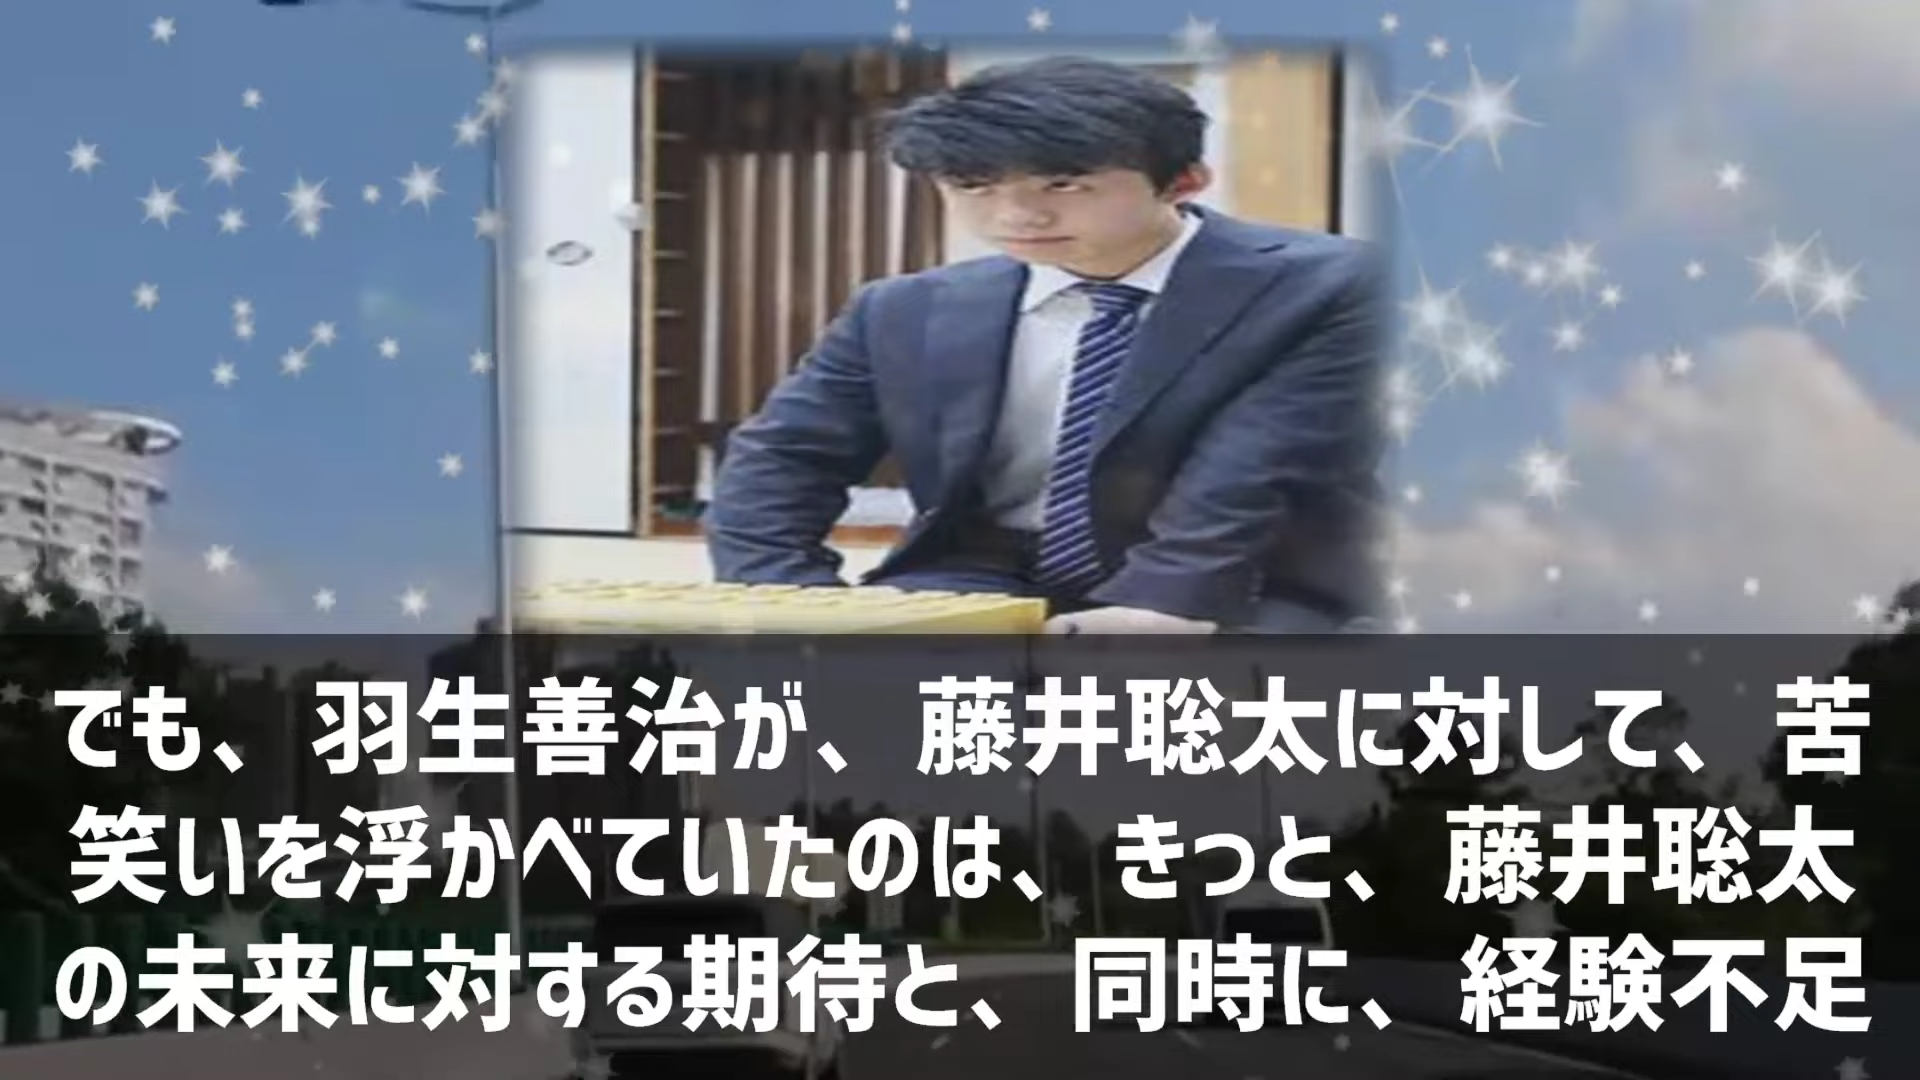 でも、羽生善治が、藤井聡太に対して、苦
笑いを浮かべていたのは、きっと、藤井聡太
の未来に対する期待と、同時に、経験不足